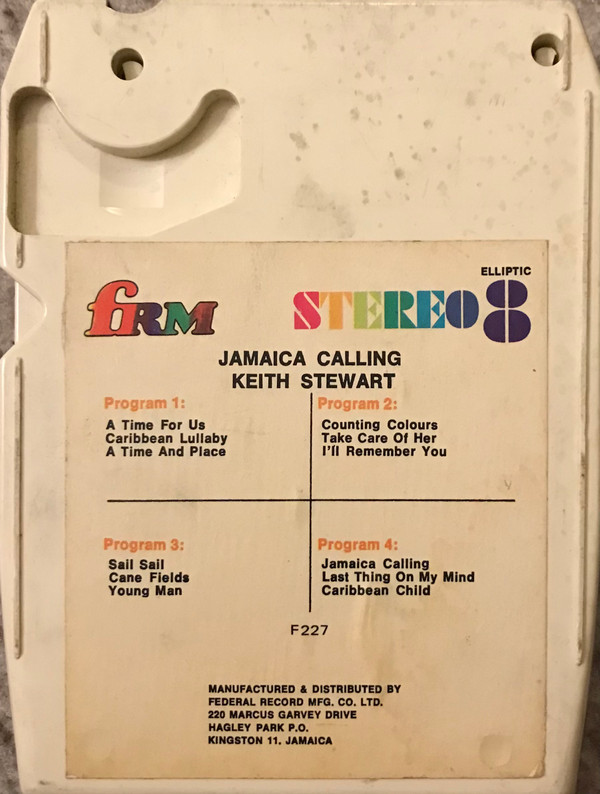 ELLIPTIC
fRM STEREO 8
JAMAICA CALLING
KEITH STEWART
Program 1:
A Time For Us
Caribbean Lullaby
A Time And Place
Program 2:
Counting Colours
Take Care Of Her
I'll Remember You
Program 3:
Sail Sail
Cane Fields
Young Man
Program 4:
Jamaica Calling
Last Thing On My Mind
Caribbean Child
F227
MANUFACTURED & DISTRIBUTED BY
FEDERAL RECORD MFG. CO. LTD.
220 MARCUS GARVEY DRIVE
HAGLEY PARK P.O.
KINGSTON 11. JAMAICA